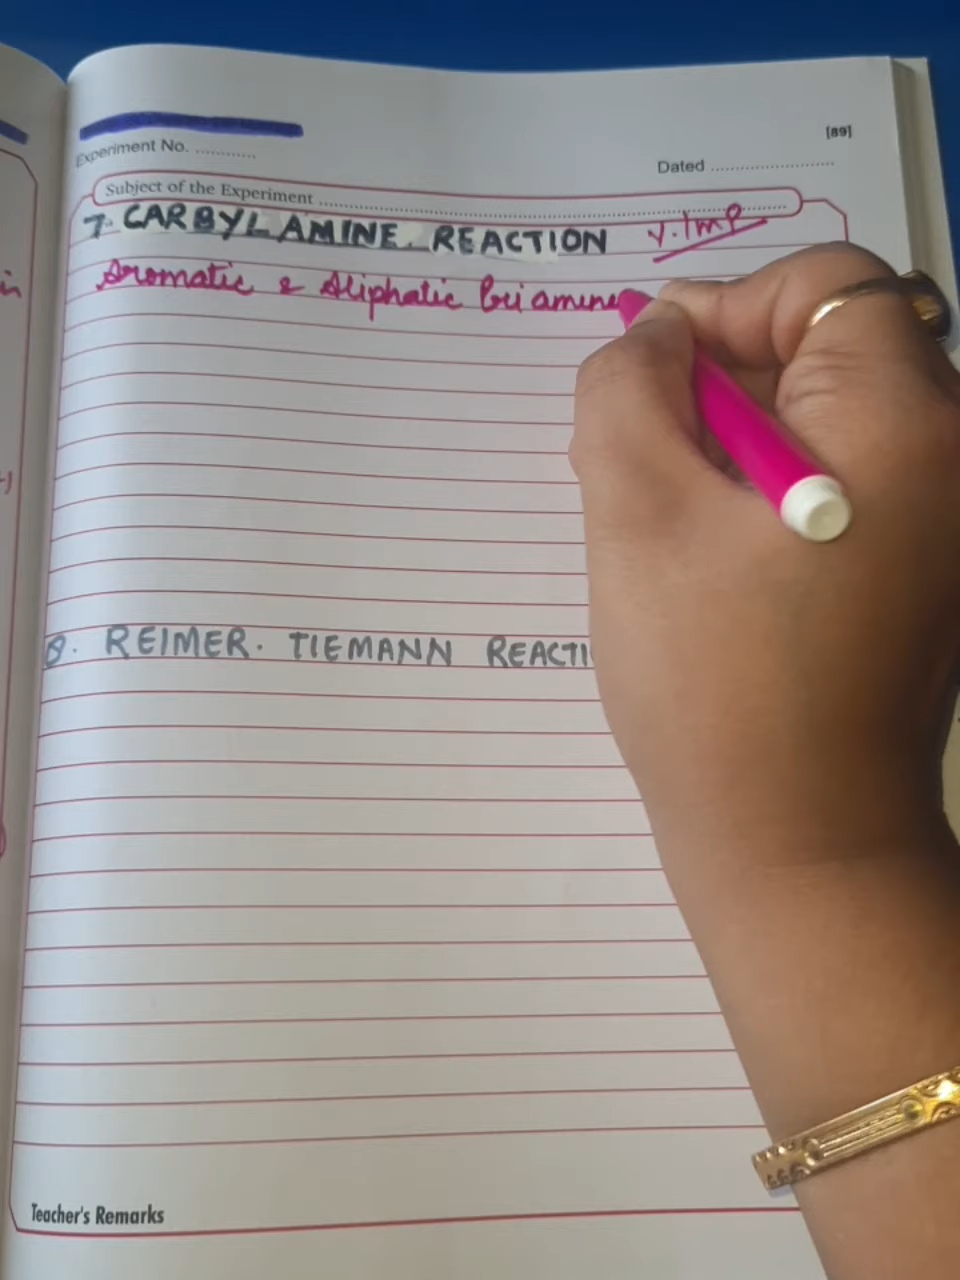 [89]
Experiment No. ............
Dated ........................
Subject of the Experiment ........................
7. CARBYLAMINE. REACTION V.Imp
Aromatic & Aliphatic pri amine
8. REIMER. TIEMANN REACTI
Teacher's Remarks
in